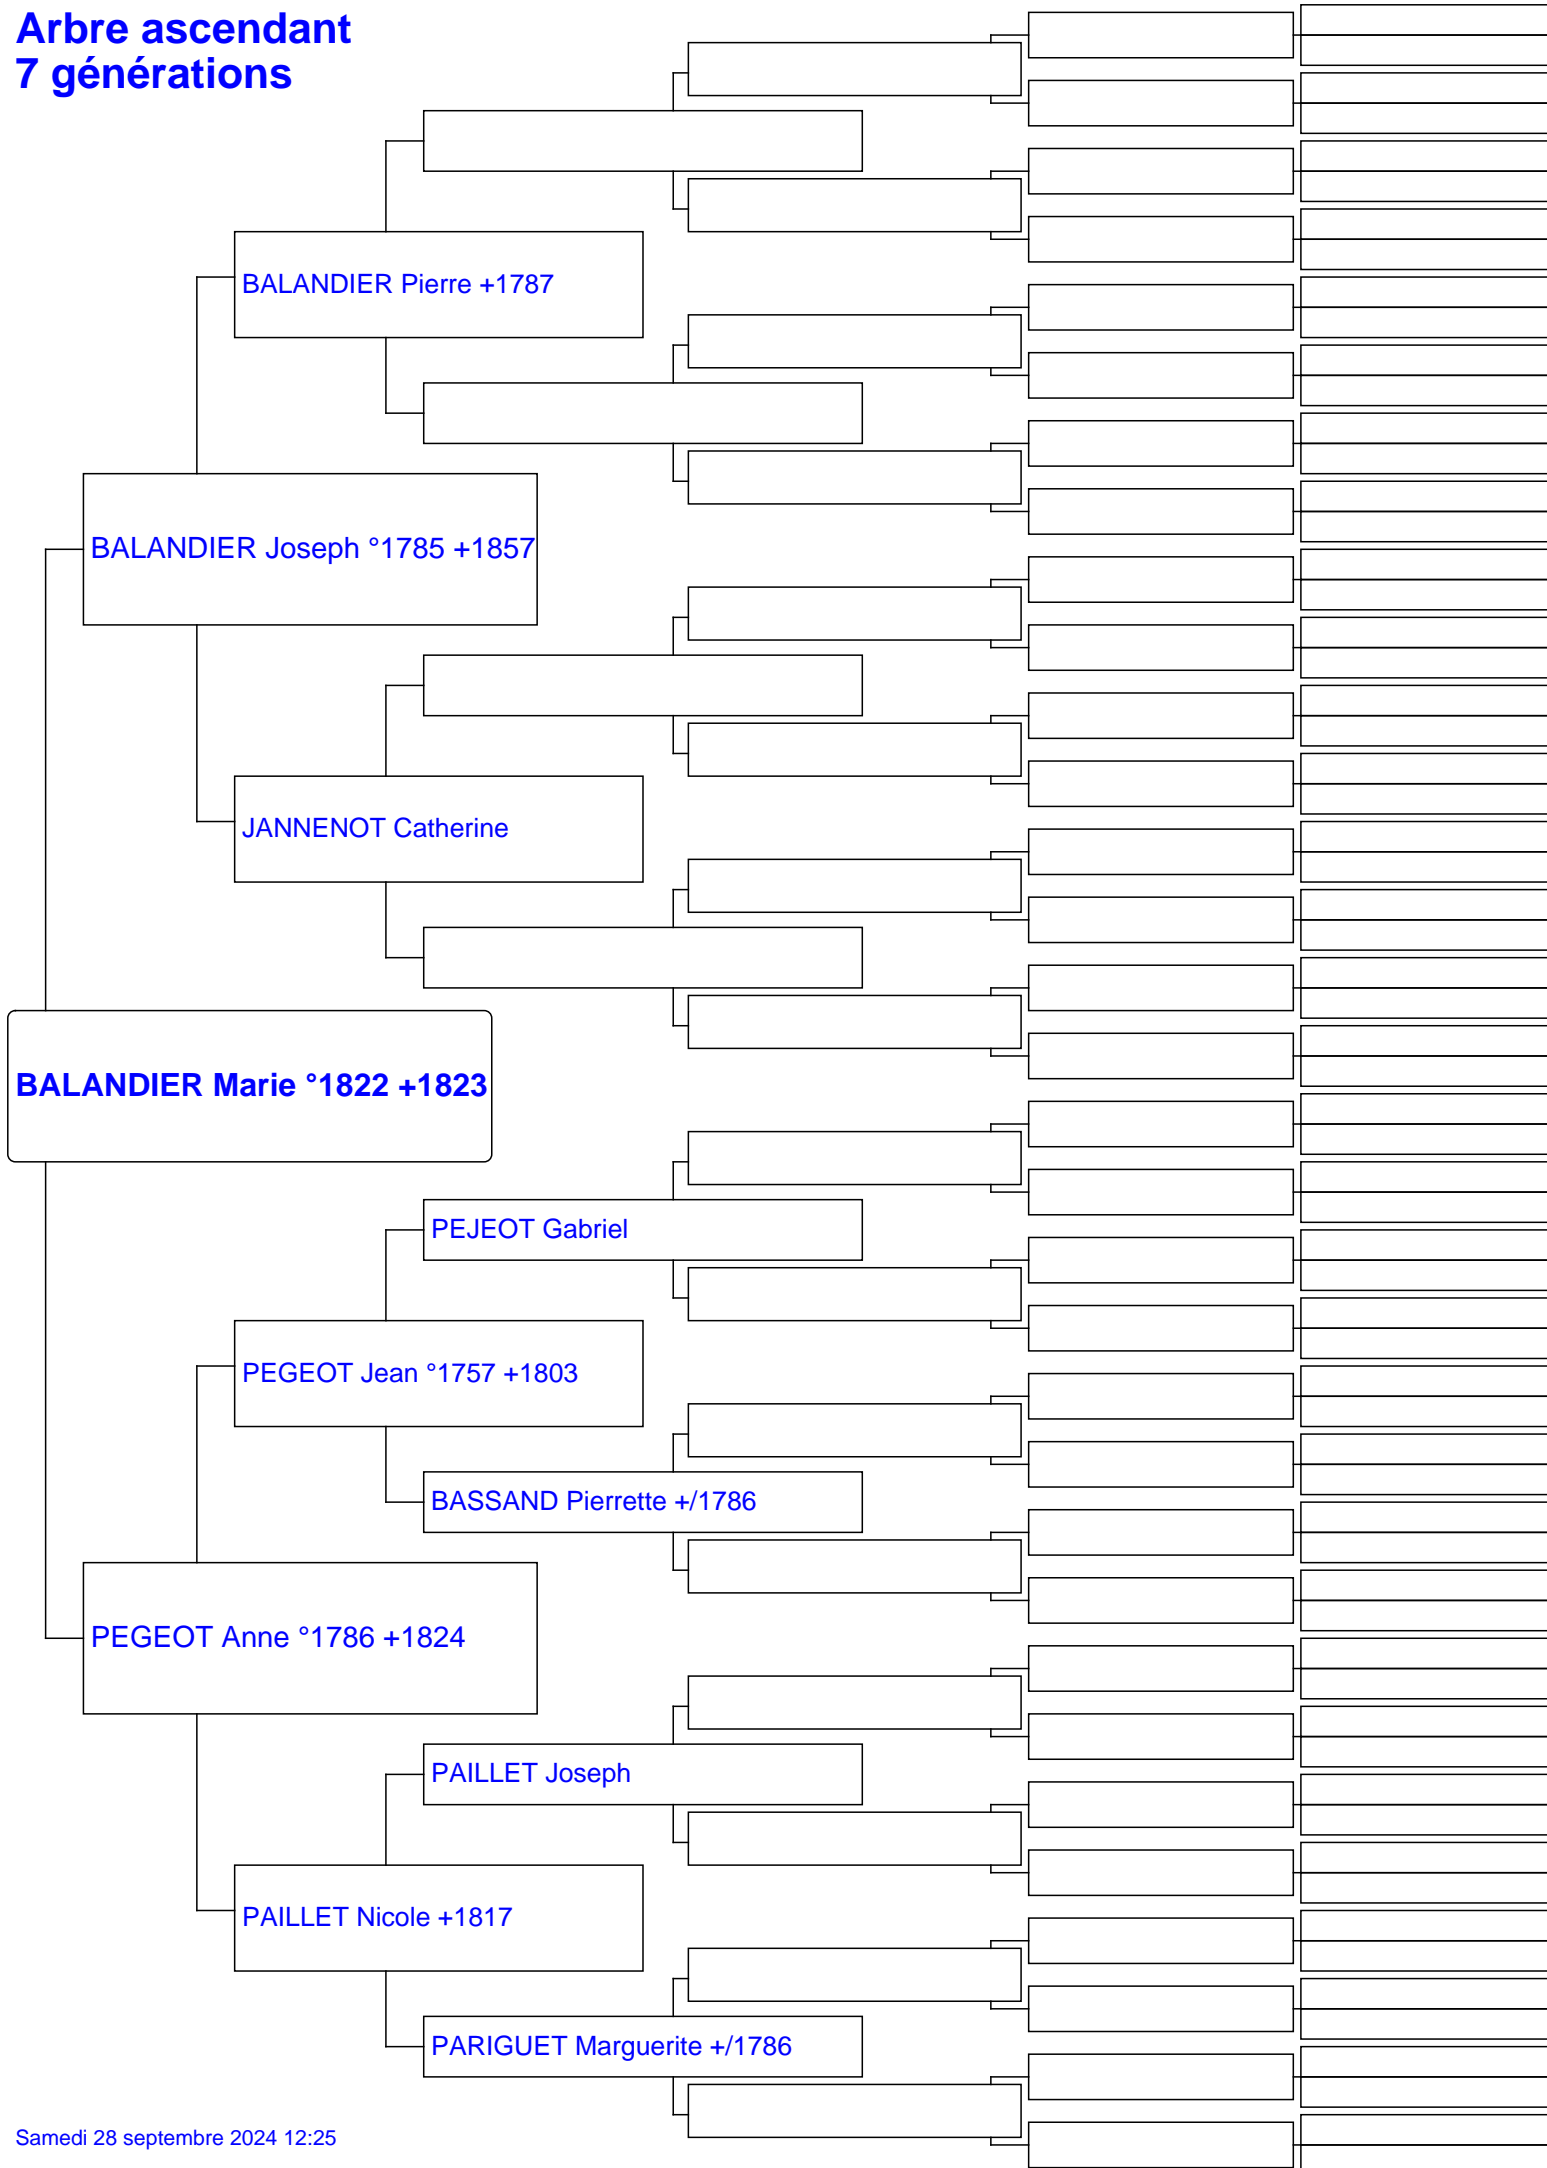 Arbre ascendant
7 générations
BALANDIER Pierre +1787
BALANDIER Joseph °1785 +1857
JANNENOT Catherine
BALANDIER Marie °1822 +1823
PEJEOT Gabriel
PEGEOT Jean °1757 +1803
BASSAND Pierrette +/1786
PEGEOT Anne °1786 +1824
PAILLET Joseph
PAILLET Nicole +1817
PARIGUET Marguerite +/1786
Samedi 28 septembre 2024 12:25